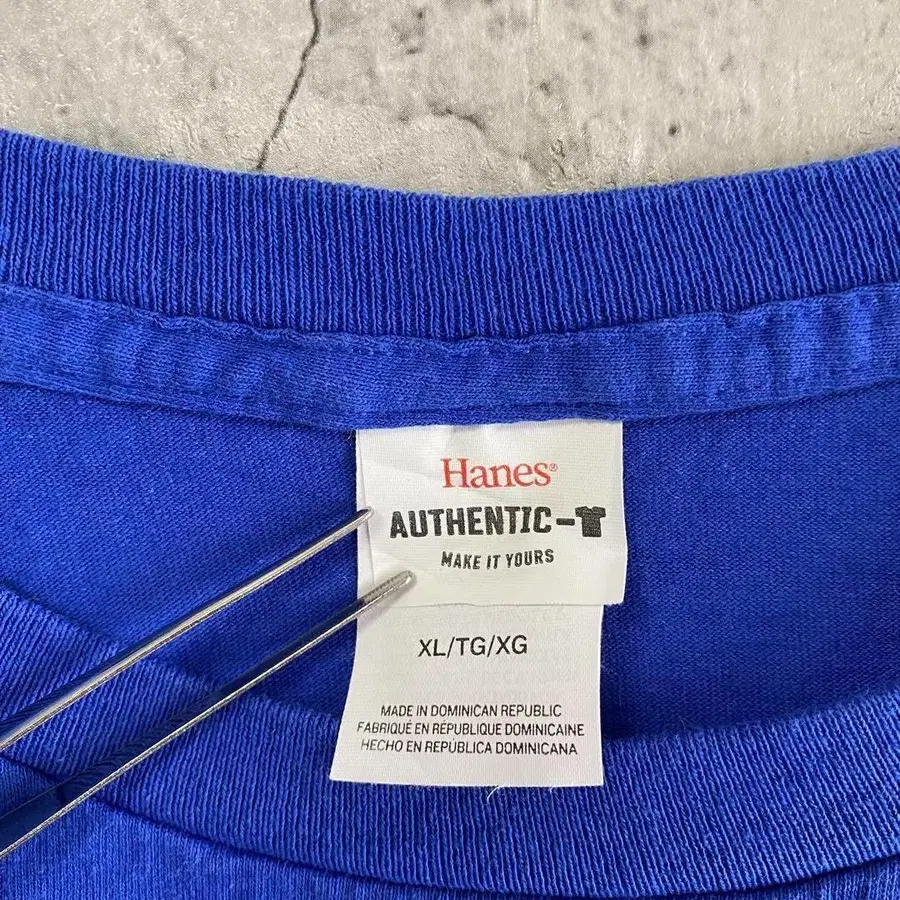 Hanes®
AUTHENTIC-
MAKE IT YOURS
XL/TG/XG
MADE IN DOMINICAN REPUBLIC
FABRIQUÉ EN RÉPUBLIQUE DOMINICAINE
HECHO EN REPÚBLICA DOMINICANA